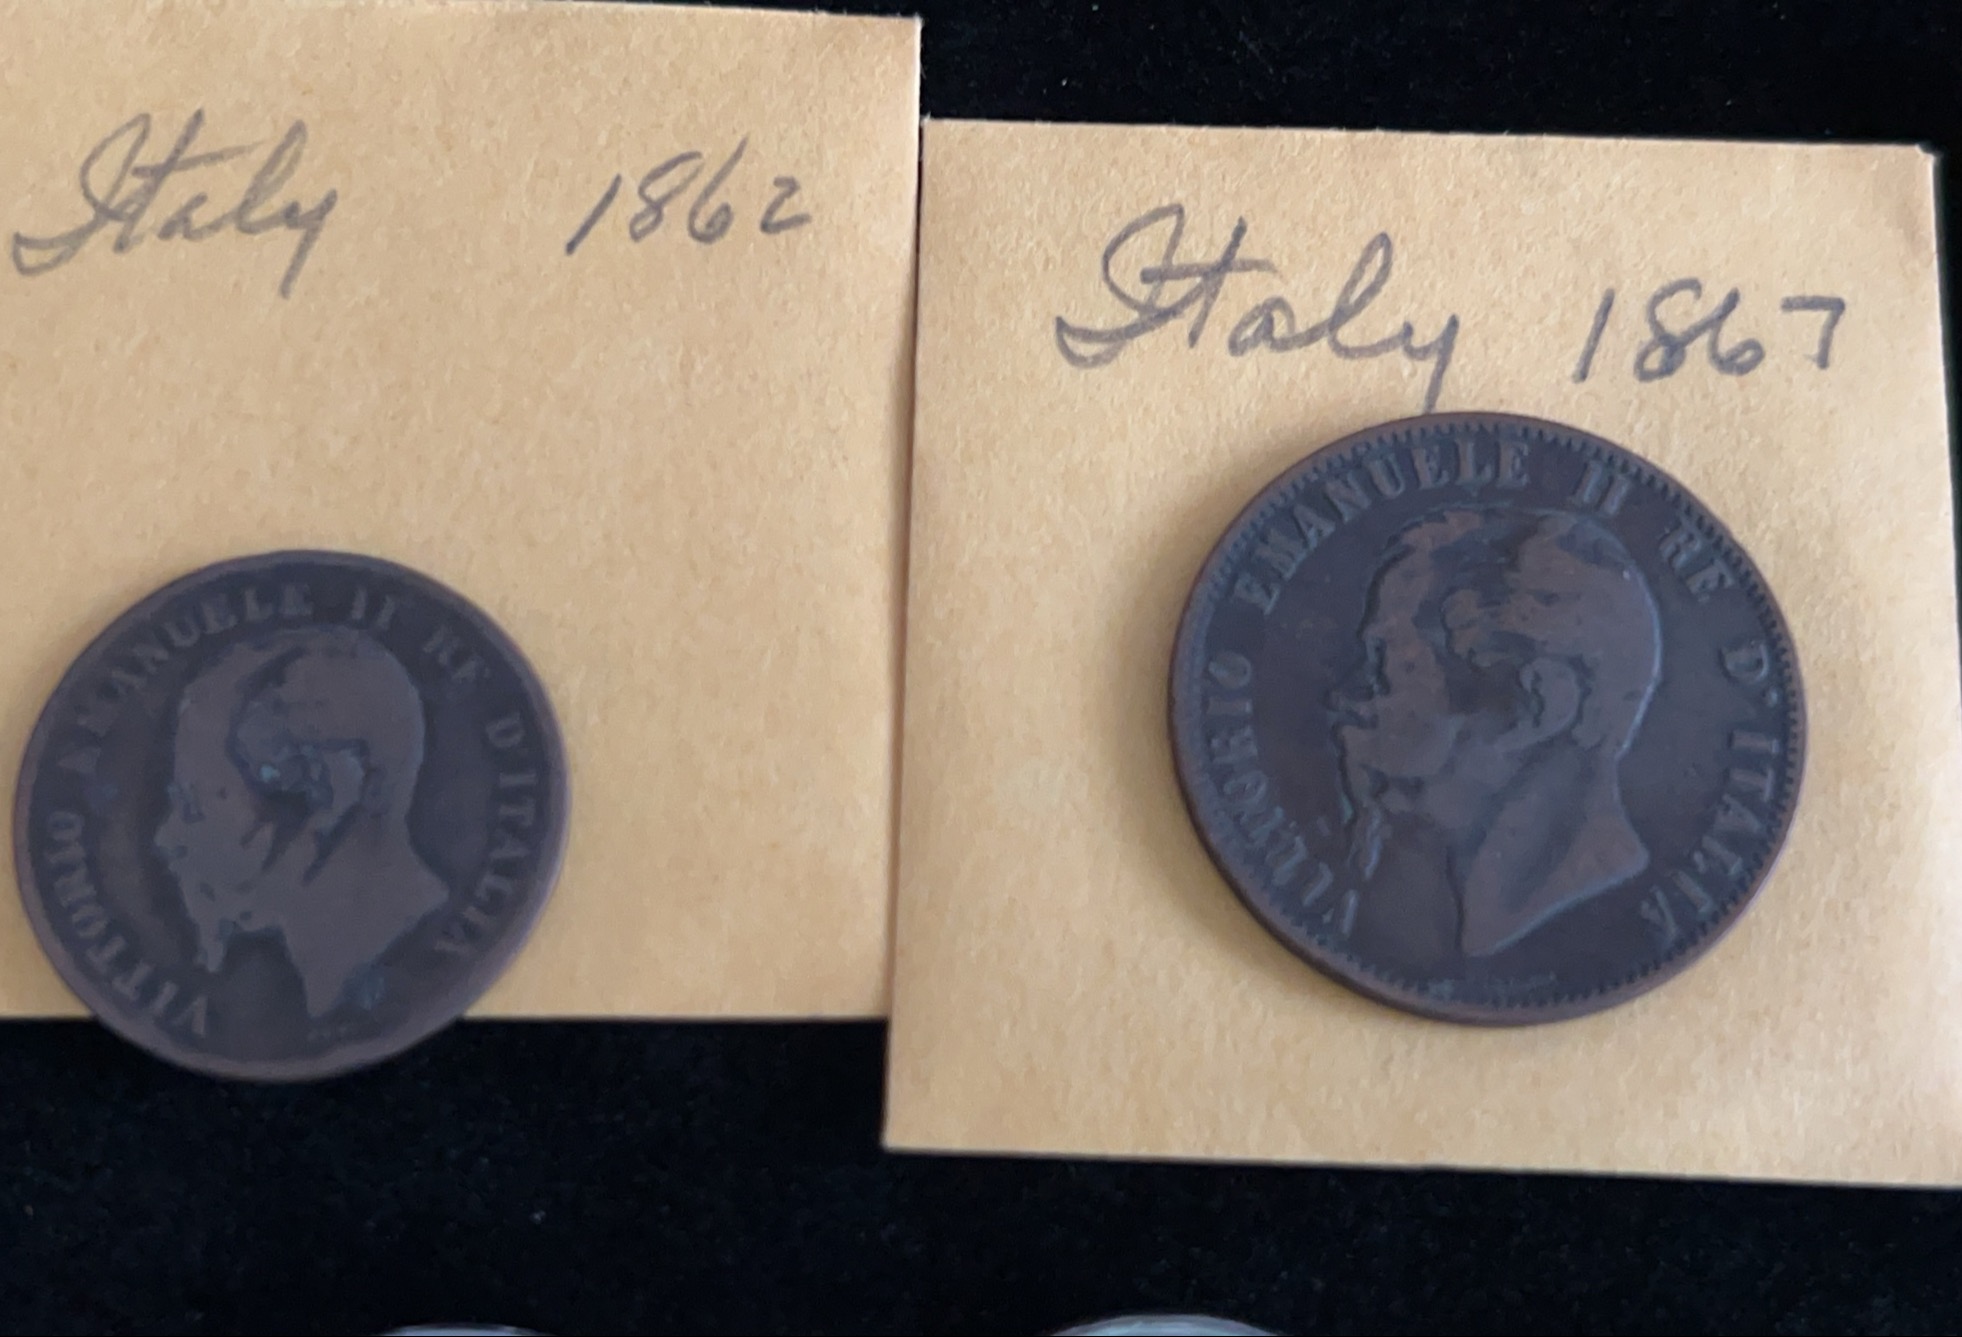 Italy 1862
Italy 1867
VITTORIO EMANUELE II RE D'ITALIA
VITTORIO EMANUELE II RE D'ITALIA